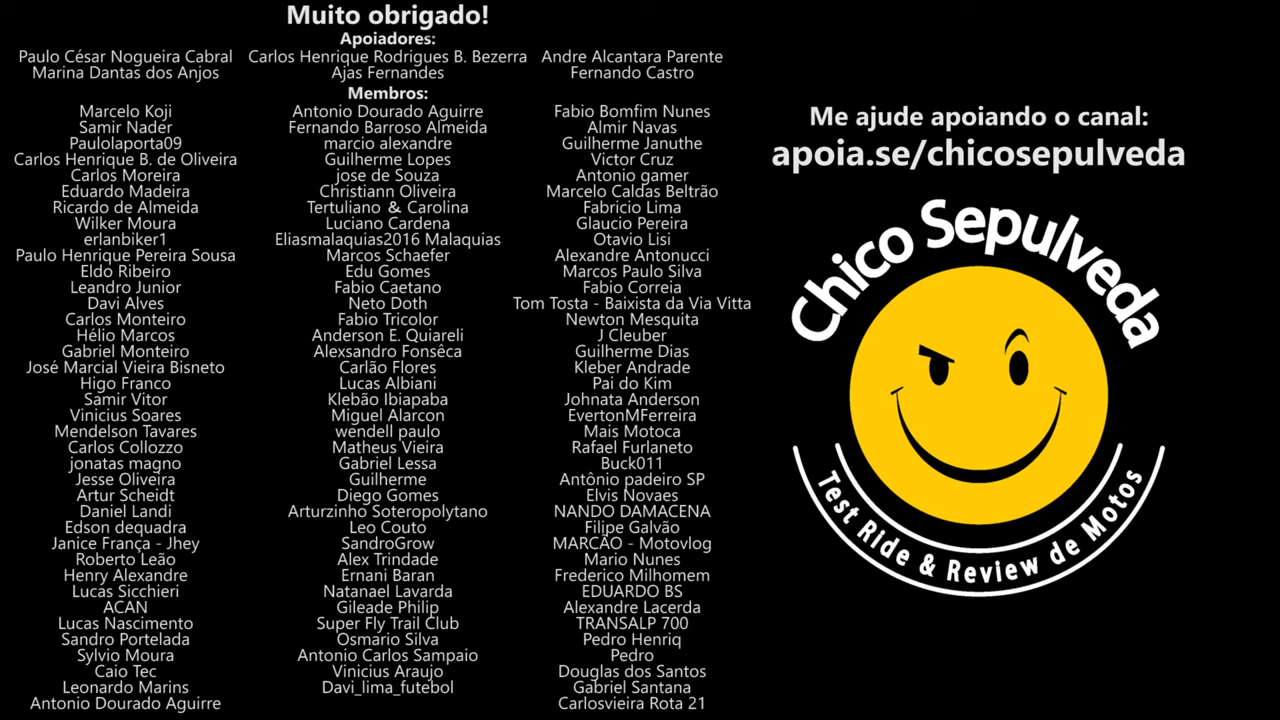 Muito obrigado!
Apoiadores:
Paulo César Nogueira Cabral
Marina Dantas dos Anjos
Carlos Henrique Rodrigues B. Bezerra
Ajas Fernandes
Andre Alcantara Parente
Fernando Castro
Membros:
Marcelo Koji
Samir Nader
Paulolaporta09
Carlos Henrique B. de Oliveira
Carlos Moreira
Eduardo Madeira
Ricardo de Almeida
Wilker Moura
erlanbiker1
Paulo Henrique Pereira Sousa
Eldo Ribeiro
Leandro Junior
Davi Alves
Carlos Monteiro
Hélio Marcos
Gabriel Monteiro
José Marcial Vieira Bisneto
Higo Franco
Samir Vitor
Vinicius Soares
Mendelson Tavares
Carlos Collozzo
jonatas magno
Jesse Oliveira
Artur Scheidt
Daniel Landi
Edson dequadra
Janice França - Jhey
Roberto Leão
Henry Alexandre
Lucas Sicchieri
ACAN
Lucas Nascimento
Sandro Portelada
Sylvio Moura
Caio Tec
Leonardo Marins
Antonio Dourado Aguirre
Antonio Dourado Aguirre
Fernando Barroso Almeida
marcio alexandre
Guilherme Lopes
jose de Souza
Christiann Oliveira
Tertuliano & Carolina
Luciano Cardena
Eliasmalaquias2016 Malaquias
Marcos Schaefer
Edu Gomes
Fabio Caetano
Neto Doth
Fabio Tricolor
Anderson E. Quiareli
Alexsandro Fonsêca
Carlão Flores
Lucas Albiani
Klebão Ibiapaba
Miguel Alarcon
wendell paulo
Matheus Vieira
Gabriel Lessa
Guilherme
Diego Gomes
Arturzinho Soteropolytano
Leo Couto
SandroGrow
Alex Trindade
Ernani Baran
Natanael Lavarda
Gileade Philip
Super Fly Trail Club
Osmario Silva
Antonio Carlos Sampaio
Vinicius Araujo
Davi_lima_futebol
Fabio Bomfim Nunes
Almir Navas
Guilherme Januthe
Victor Cruz
Antonio gamer
Marcelo Caldas Beltrão
Fabricio Lima
Glaucio Pereira
Otavio Lisi
Alexandre Antonucci
Marcos Paulo Silva
Fabio Correia
Tom Tosta - Baixista da Via Vitta
Newton Mesquita
J Cleuber
Guilherme Dias
Kleber Andrade
Pai do Kim
Johnata Anderson
EvertonMFerreira
Mais Motoca
Rafael Furlaneto
Buck011
Antônio padeiro SP
Elvis Novaes
NANDO DAMACENA
Filipe Galvão
MARCÃO - Motovlog
Mario Nunes
Frederico Milhomem
EDUARDO BS
Alexandre Lacerda
TRANSALP 700
Pedro Henriq
Pedro
Douglas dos Santos
Gabriel Santana
Carlosvieira Rota 21
Me ajude apoiando o canal:
apoia.se/chicosepulveda
Chico Sepulveda
Test Ride & Review de Motos